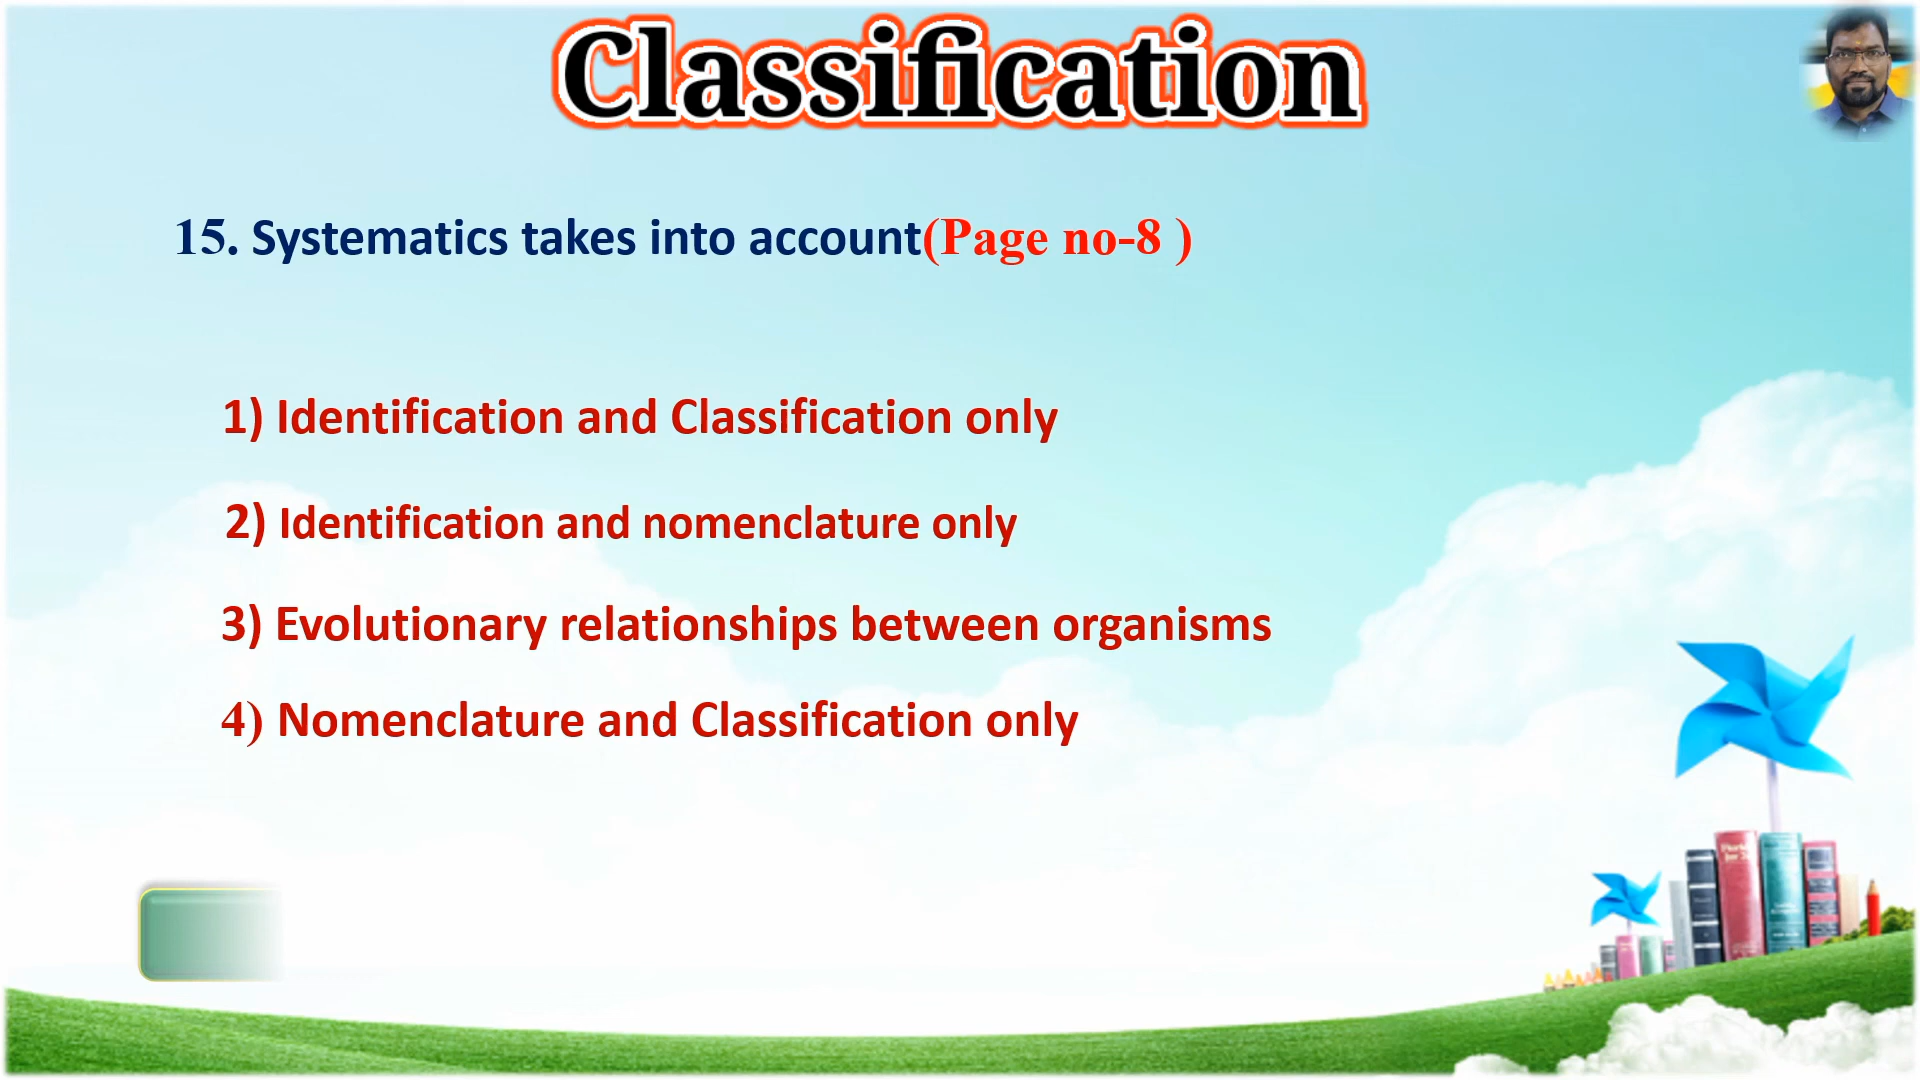 Classification
15. Systematics takes into account(Page no-8 )
1) Identification and Classification only
2) Identification and nomenclature only
3) Evolutionary relationships between organisms
4) Nomenclature and Classification only